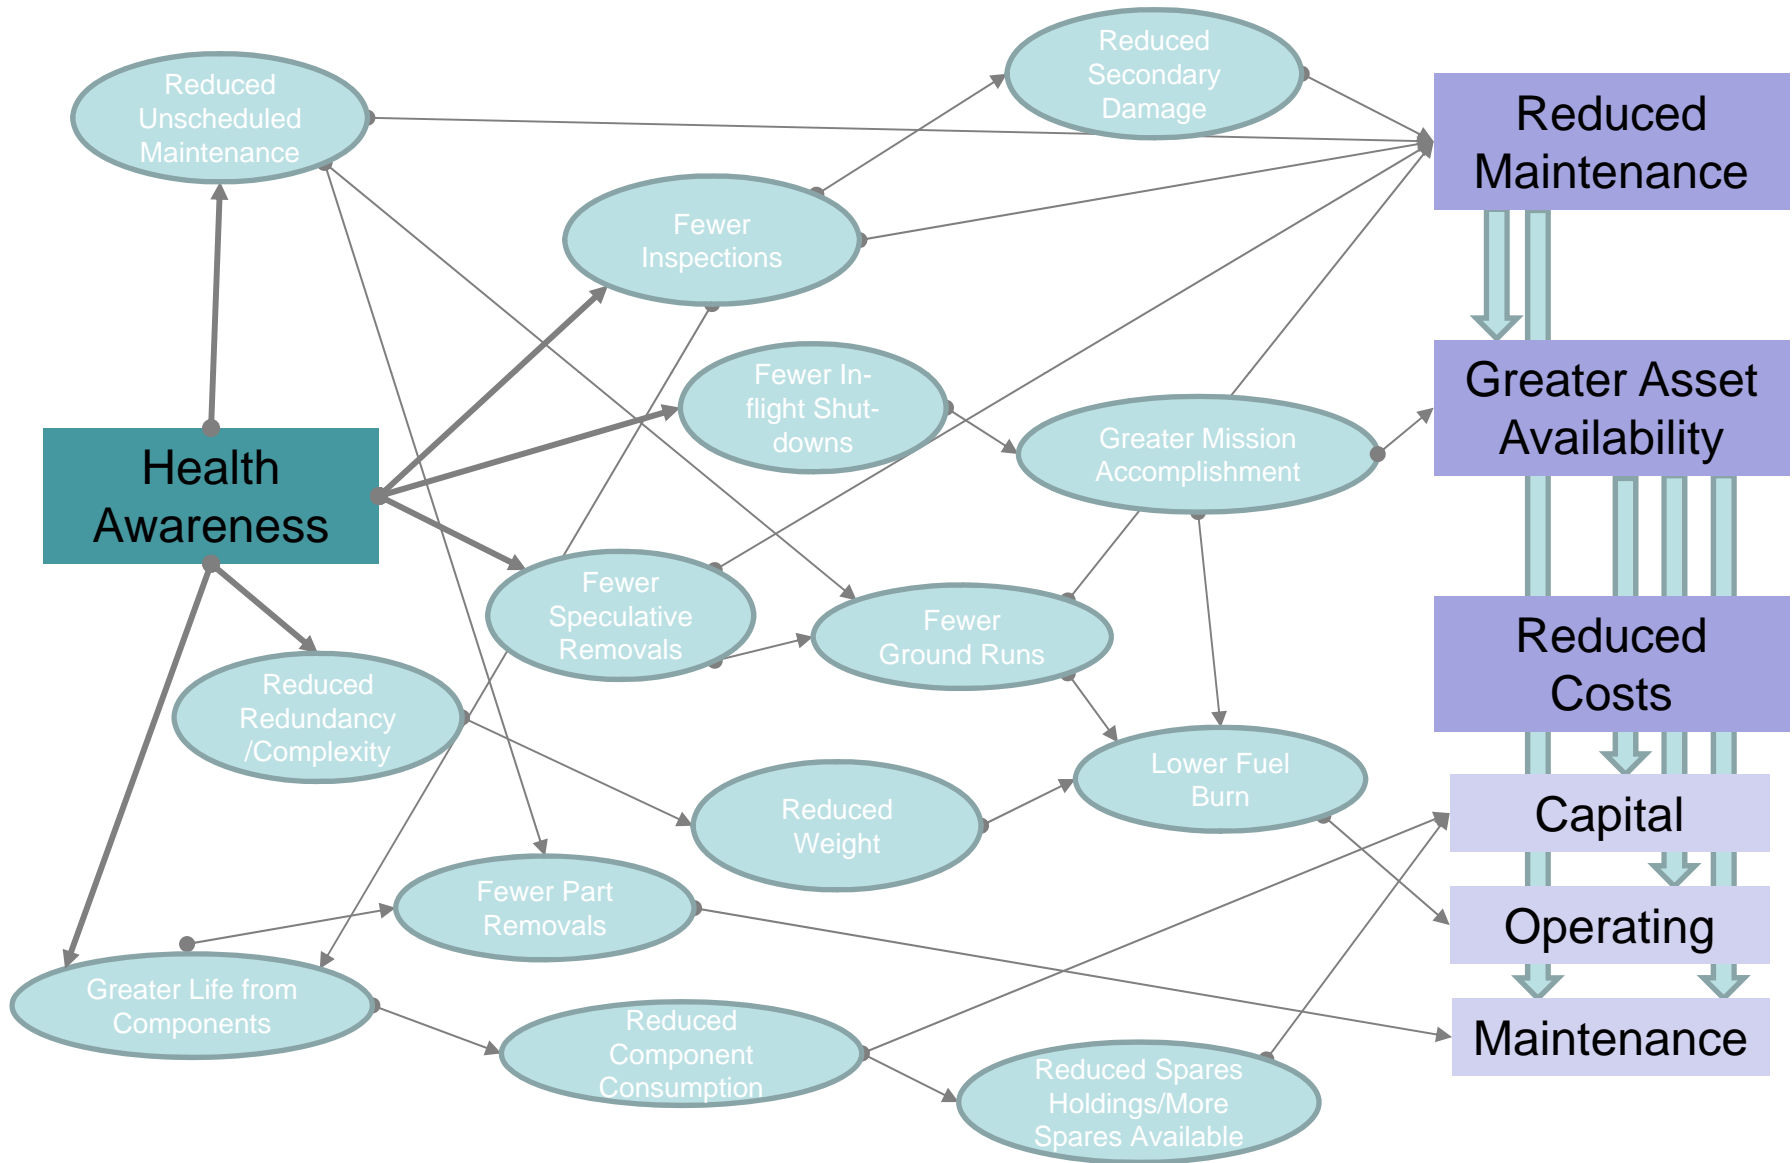 Reduced
Secondary
Damage
Reduced
Unscheduled
Maintenance
Reduced
Maintenance
Fewer
Inspections
Fewer In-
flight Shut-
downs
Greater Mission
Accomplishment
Greater Asset
Availability
Health
Awareness
Fewer
Speculative
Removals
Fewer
Ground Runs
Reduced
Costs
Reduced
Redundancy
/Complexity
Reduced
Weight
Lower Fuel
Burn
Capital
Fewer Part
Removals
Operating
Greater Life from
Components
Reduced
Component
Consumption
Reduced Spares
Holdings/More
Spares Available
Maintenance